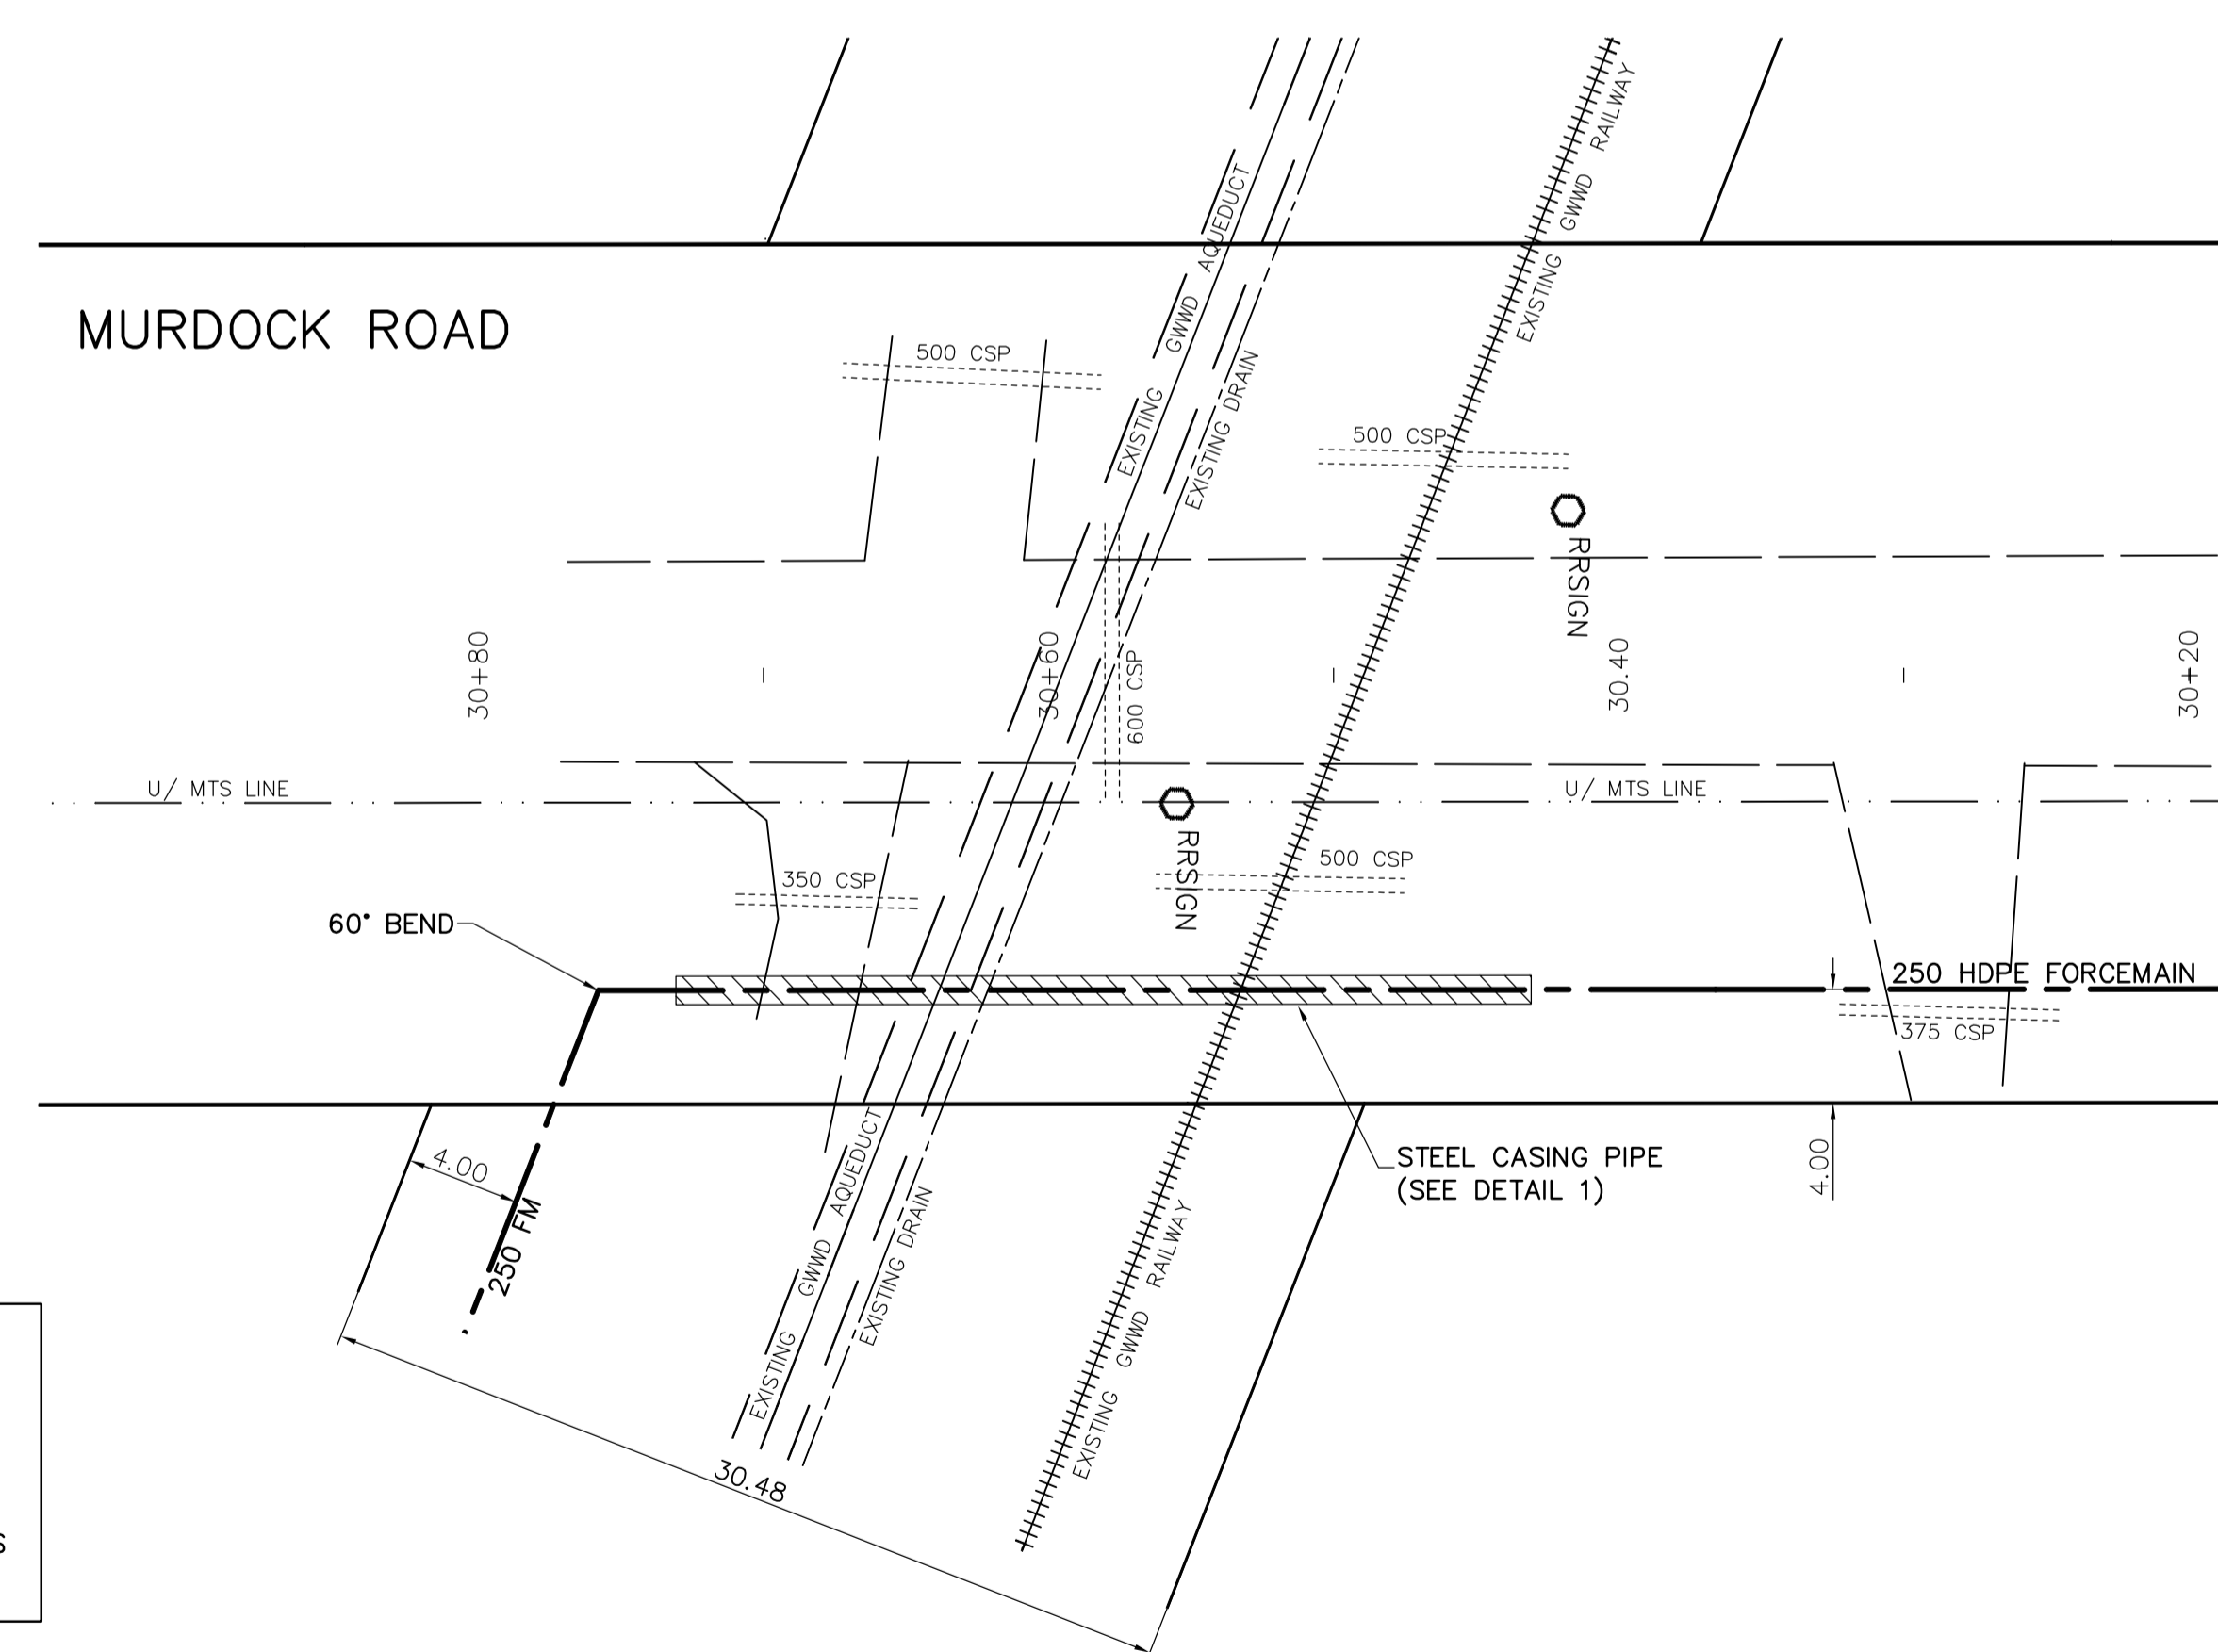 EXISTING GWWD RAILWAY
EXISTING GWWD AQUEDUCT
MURDOCK ROAD
500 CSP
EXISTING DRAIN
500 CSP
RRSIGN
30+80
30+60
600 CSP
30.40
30+20
U/ MTS LINE
U/ MTS LINE
RRSIGN
500 CSP
350 CSP
60° BEND
250 HDPE FORCEMAIN
375 CSP
4.00
250 FM
EXISTING GWWD AQUEDUCT
EXISTING DRAIN
EXISTING GWWD RAILWAY
STEEL CASING PIPE
(SEE DETAIL 1)
4.00
30.48
S